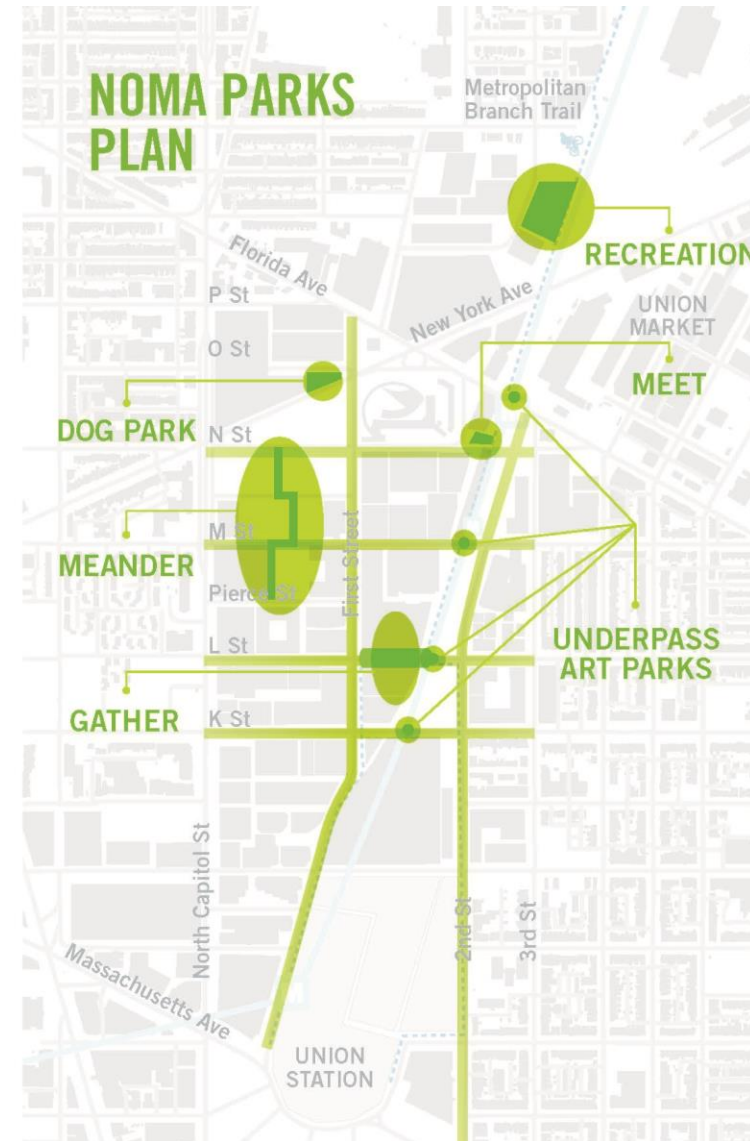 NOMA PARKS
PLAN
Metropolitan
Branch Trail
RECREATION
Florida Ave
New York Ave
P St
UNION
MARKET
O St
MEET
DOG PARK
N St
M St
First Street
MEANDER
Pierce St
L St
UNDERPASS
ART PARKS
GATHER
K St
North Capitol St
2nd St
3rd St
Massachusetts Ave
UNION
STATION